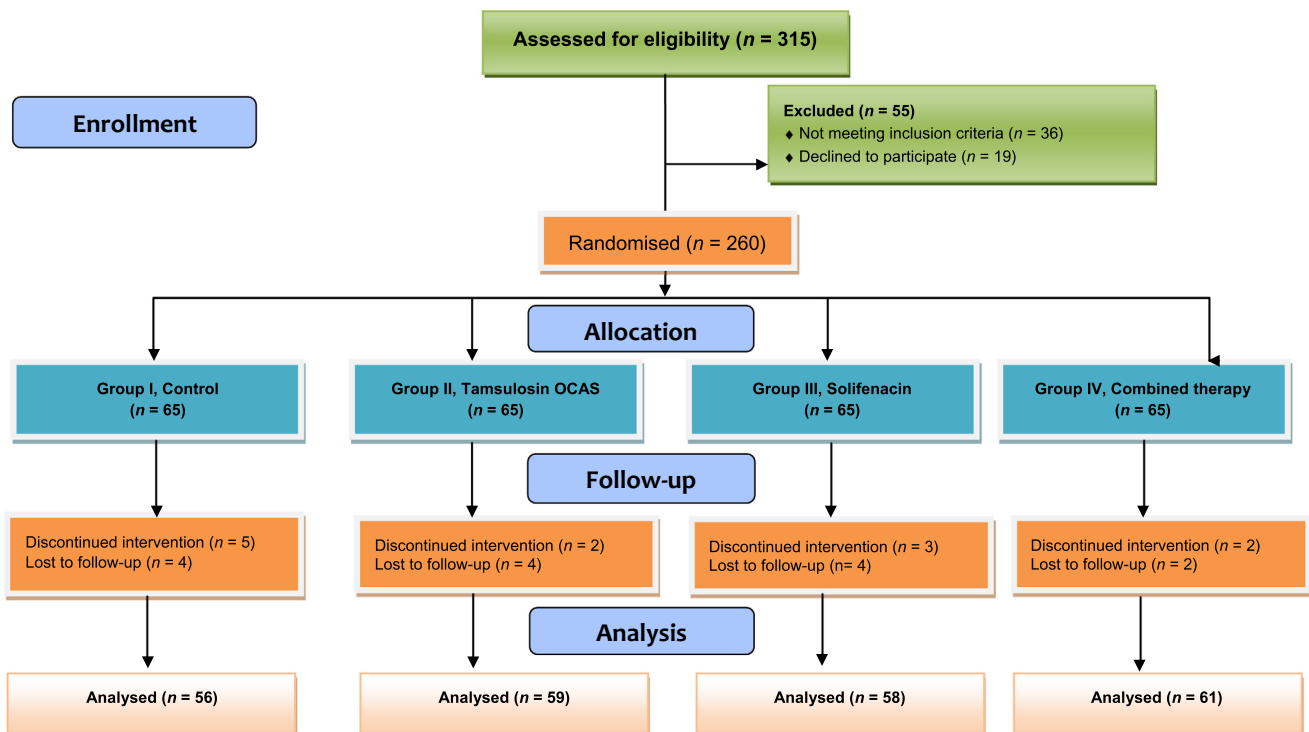 Assessed for eligibility (n = 315)
Enrollment
Excluded (n = 55)
♦ Not meeting inclusion criteria (n = 36)
♦ Declined to participate (n = 19)
Randomised (n = 260)
Allocation
Group I, Control
(n = 65)
Group II, Tamsulosin OCAS
(n = 65)
Group III, Solifenacin
(n = 65)
Group IV, Combined therapy
(n = 65)
Follow-up
Discontinued intervention (n = 5)
Lost to follow-up (n = 4)
Discontinued intervention (n = 2)
Lost to follow-up (n = 4)
Discontinued intervention (n = 3)
Lost to follow-up (n= 4)
Discontinued intervention (n = 2)
Lost to follow-up (n = 2)
Analysis
Analysed (n = 56)
Analysed (n = 59)
Analysed (n = 58)
Analysed (n = 61)